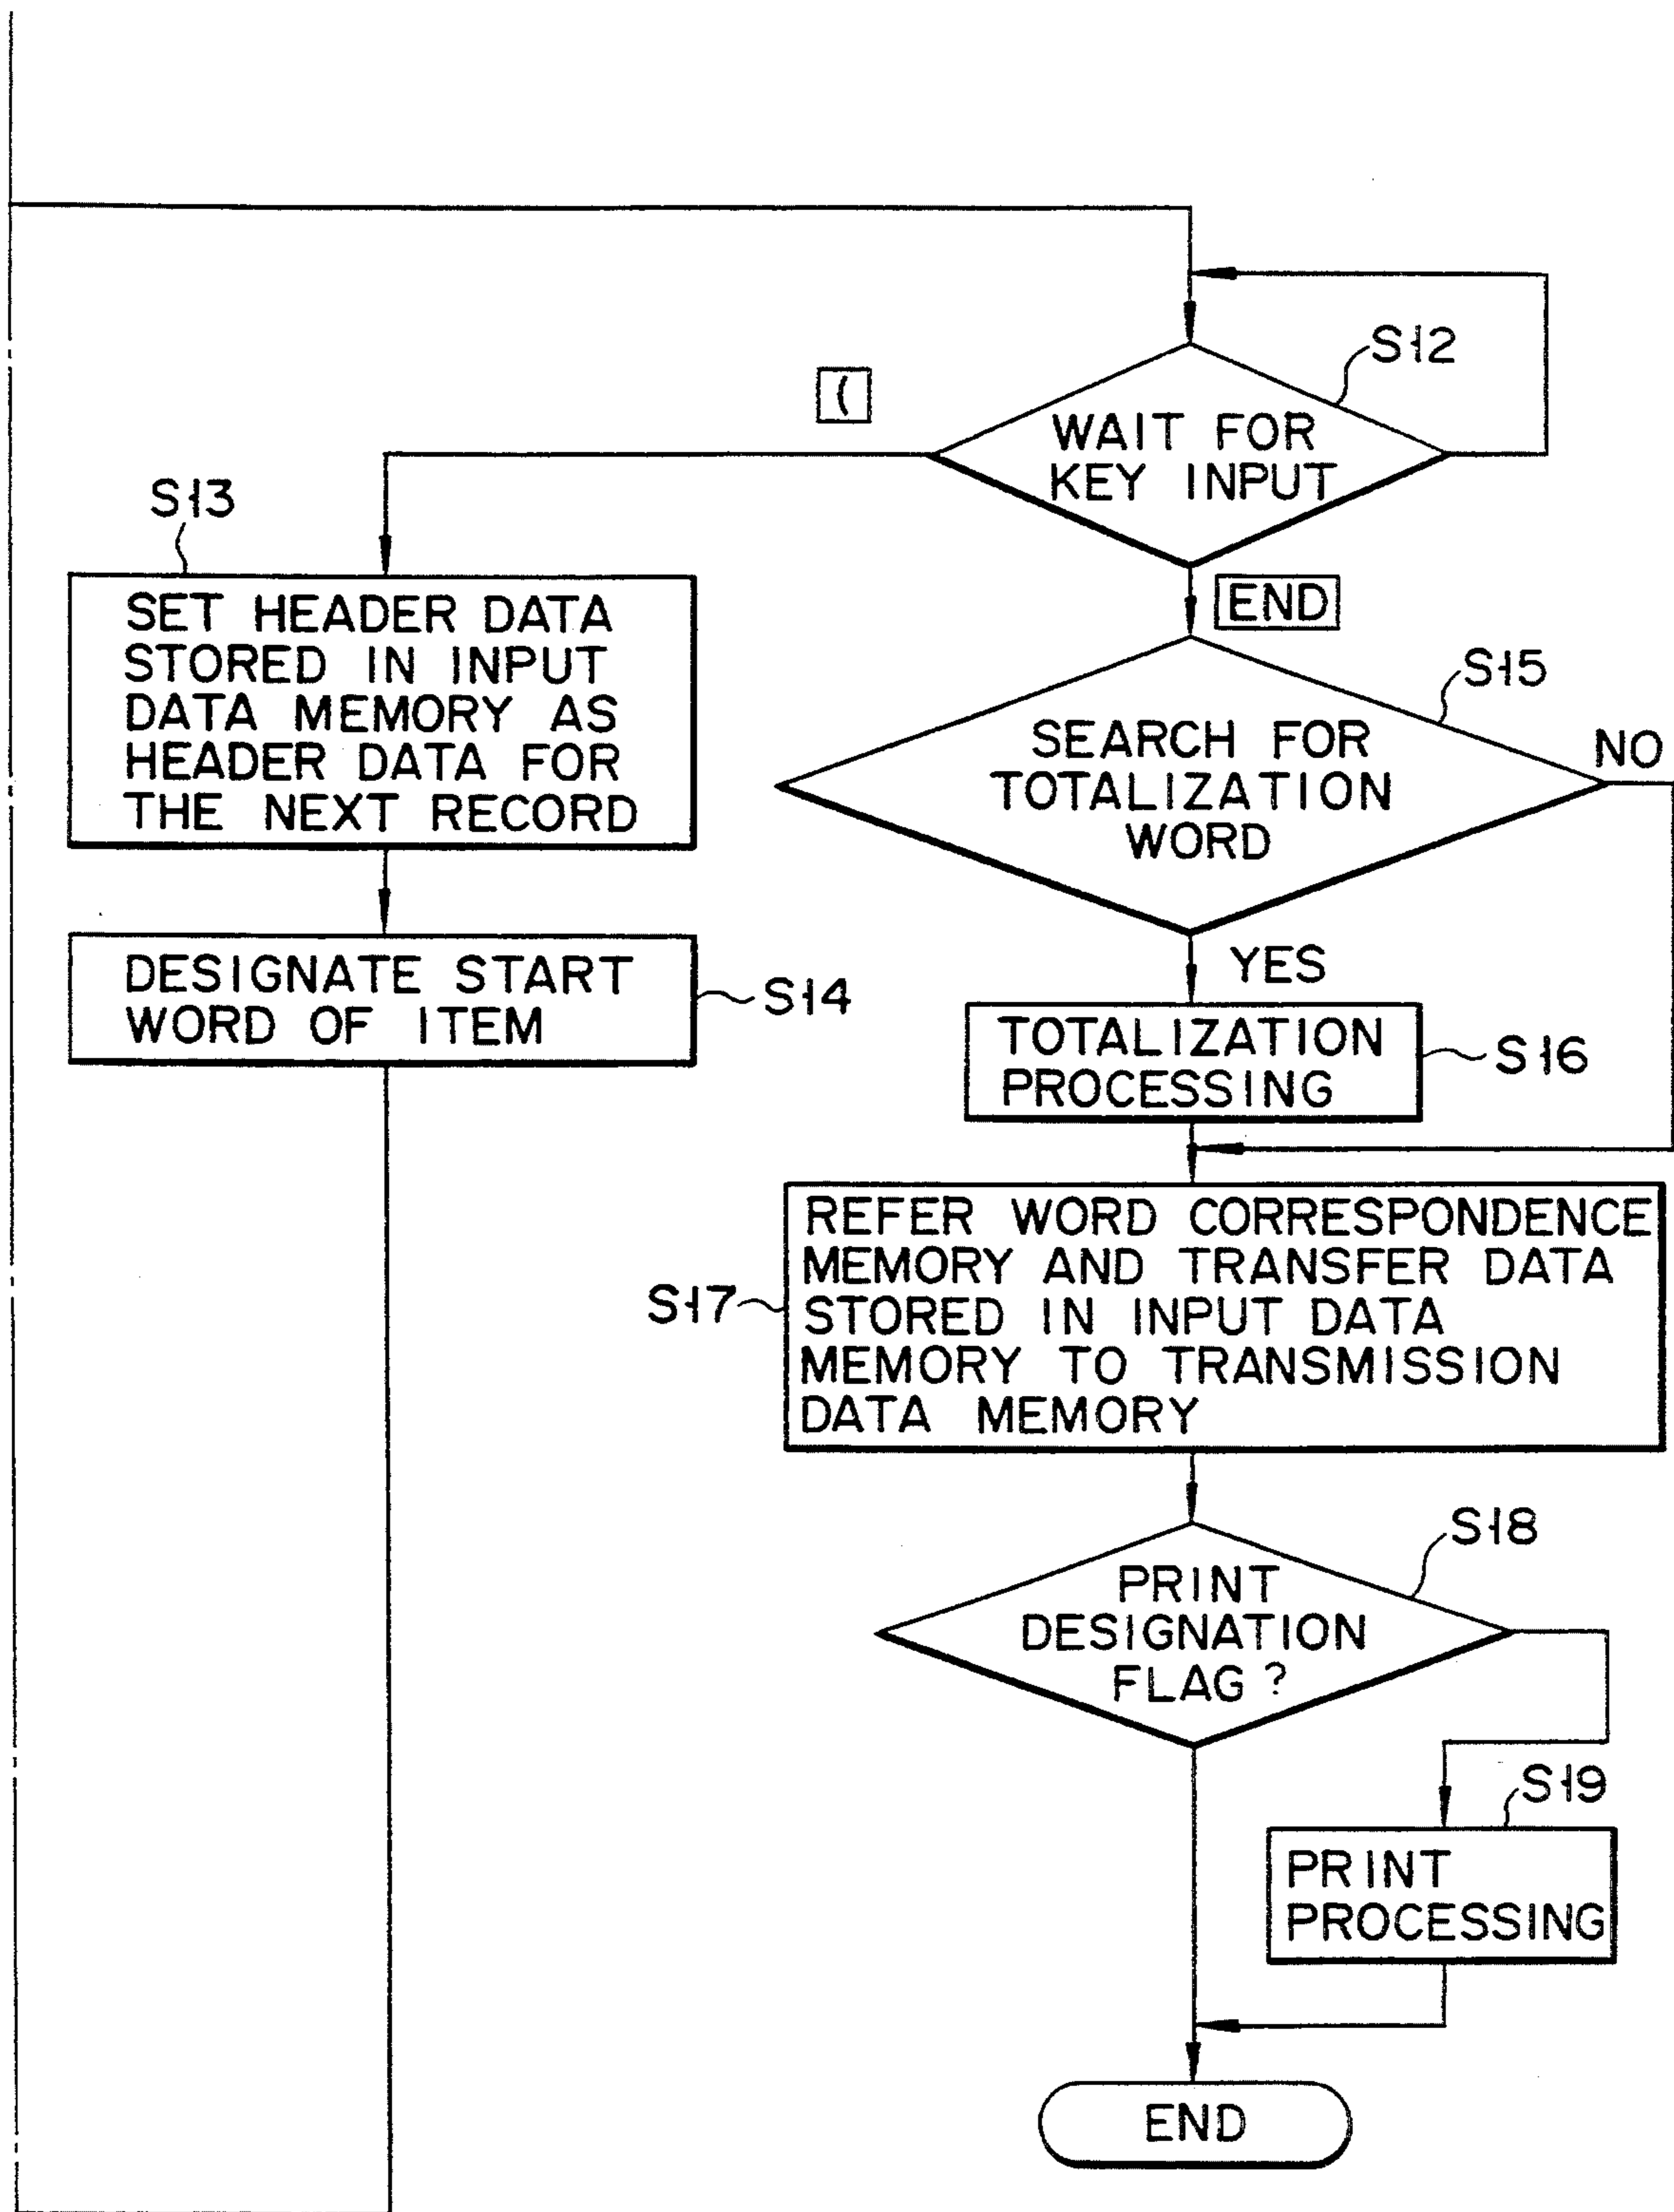 S12
(
WAIT FOR
KEY INPUT
S13
SET HEADER DATA
STORED IN INPUT
DATA MEMORY AS
HEADER DATA FOR
THE NEXT RECORD
END
S15
SEARCH FOR
TOTALIZATION
WORD
NO
DESIGNATE START
WORD OF ITEM
S14
YES
TOTALIZATION
PROCESSING
S16
REFER WORD CORRESPONDENCE
MEMORY AND TRANSFER DATA
STORED IN INPUT DATA
MEMORY TO TRANSMISSION
DATA MEMORY
S17
S18
PRINT
DESIGNATION
FLAG ?
S19
PRINT
PROCESSING
END